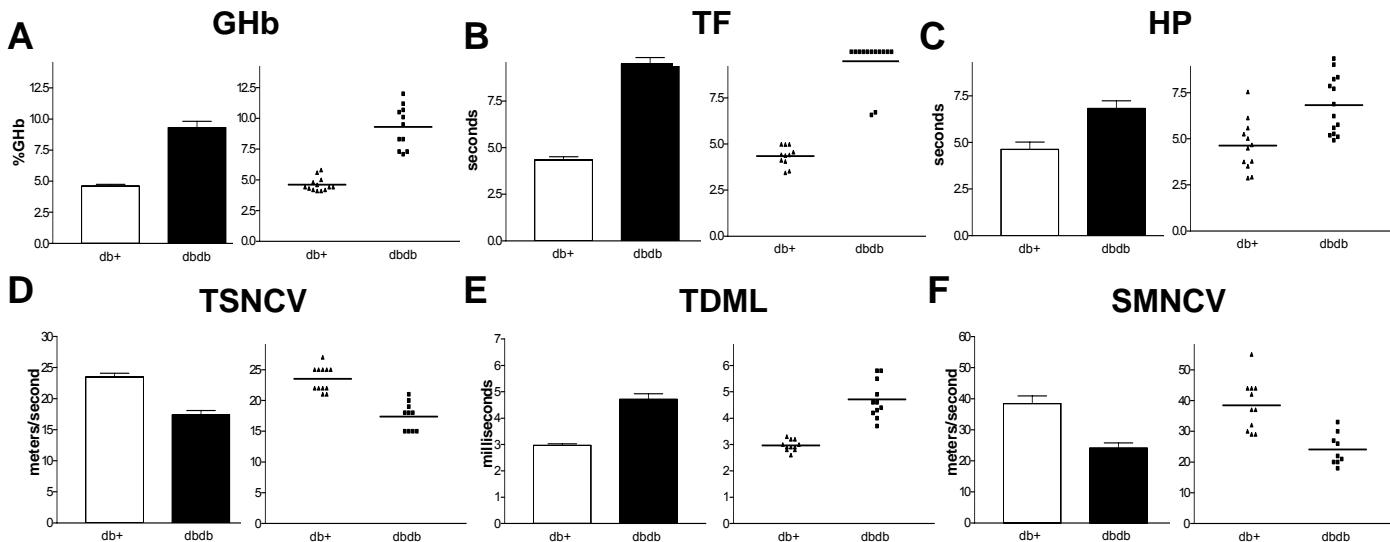 A
GHb
%GHb
12.5
10.0
7.5
5.0
2.5
0.0
db+
dbdb
12.5
10.0
7.5
5.0
2.5
0.0
db+
dbdb
B
TF
seconds
7.5
5.0
2.5
0.0
db+
dbdb
7.5
5.0
2.5
0.0
db+
dbdb
C
HP
seconds
7.5
5.0
2.5
0.0
db+
dbdb
7.5
5.0
2.5
0.0
db+
dbdb
D
TSNCV
meters/second
30
25
20
15
10
5
0
db+
dbdb
25
20
15
10
5
0
db+
dbdb
E
TDML
milliseconds
7
6
5
4
3
2
1
0
db+
dbdb
7
6
5
4
3
2
1
0
db+
dbdb
F
SMNCV
meters/second
60
50
40
30
20
10
0
db+
dbdb
50
40
30
20
10
0
db+
dbdb